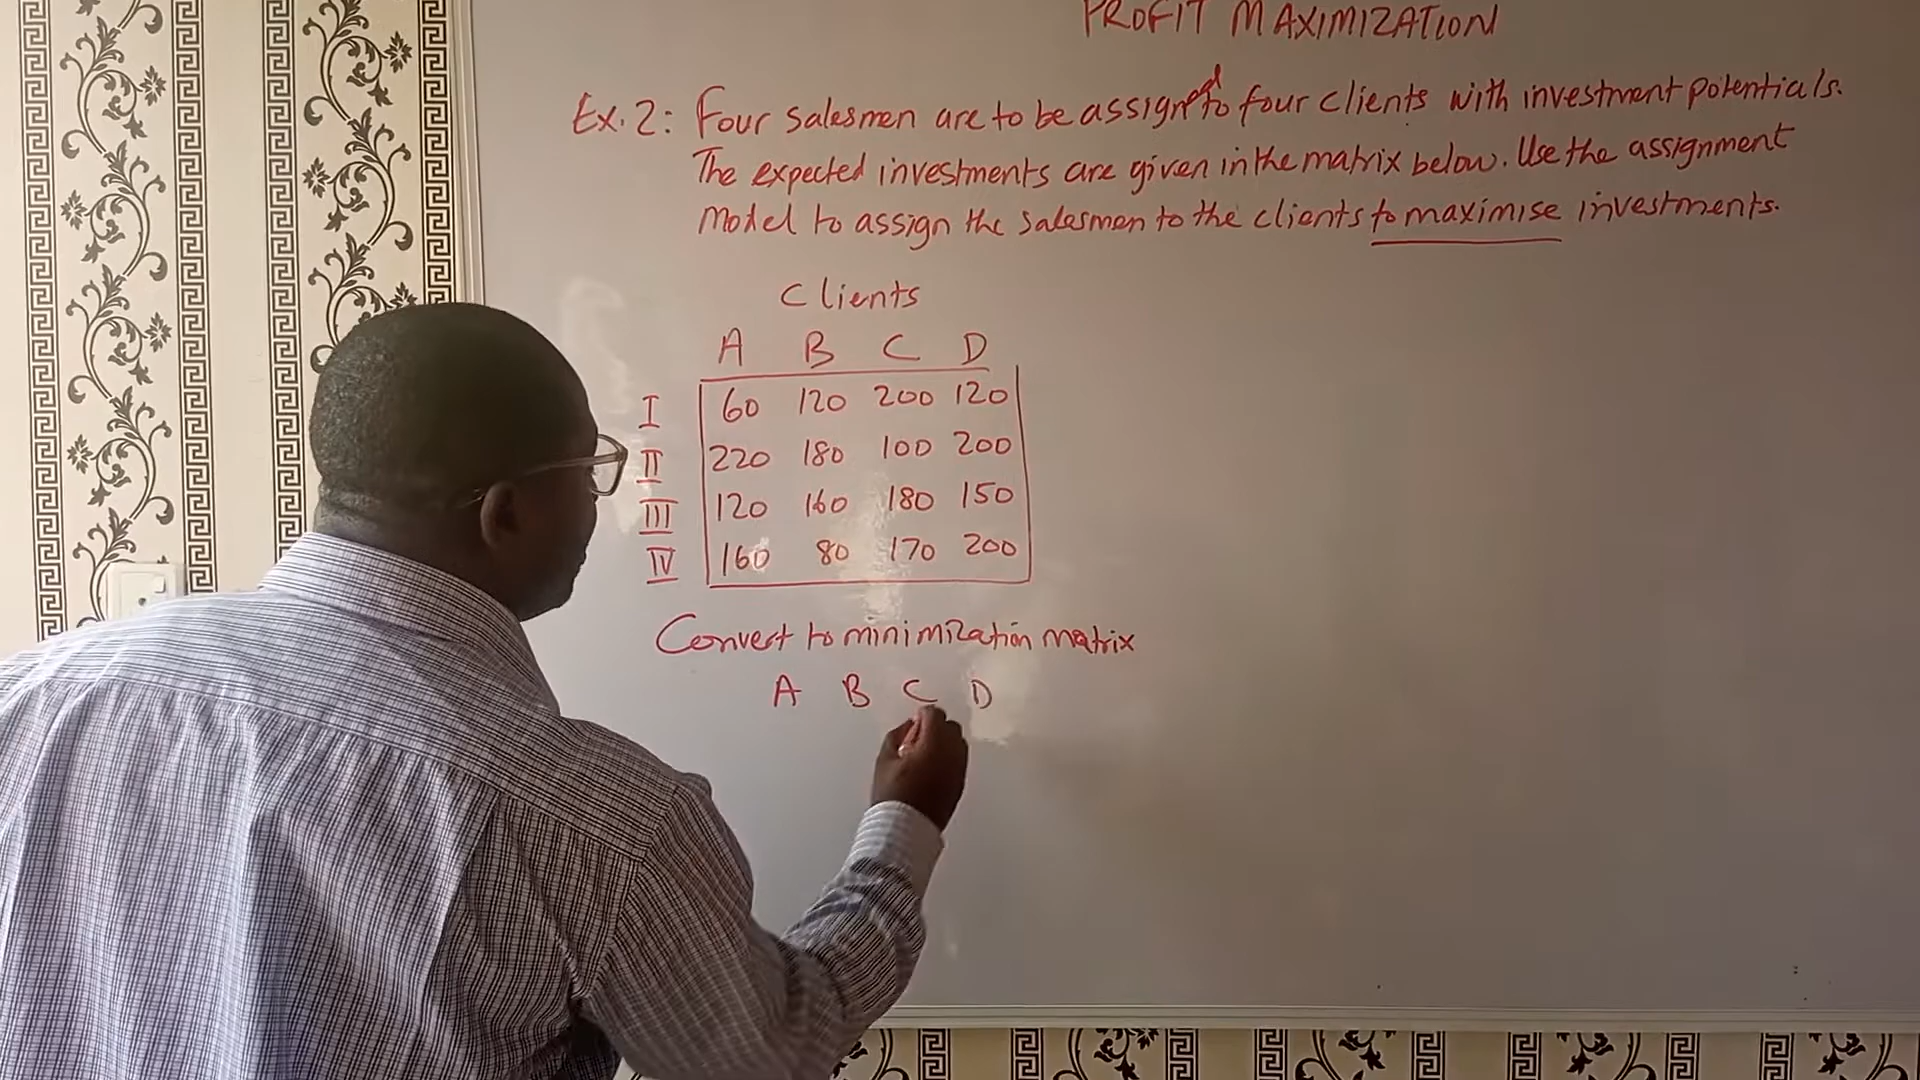 PROFIT MAXIMIZATION
Ex. 2: Four salesmen are to be assigned to four clients with investment potentials.
The expected investments are given in the matrix below. Use the assignment
model to assign the salesmen to the clients to maximise investments.
Clients
A B C D
I 60 120 200 120
II 220 180 100 200
III 120 160 180 150
IV 160 80 170 200
Convert to minimization matrix
A B C D